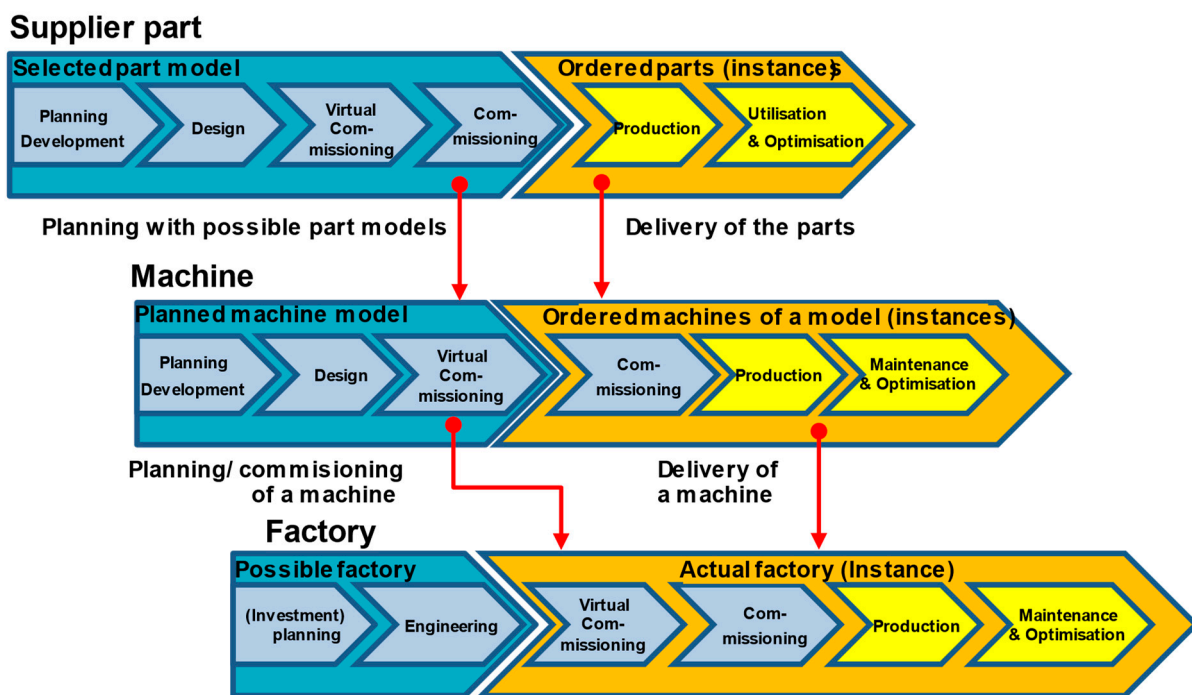 Supplier part
Selected part model
Ordered parts (instances
Planning
Development
Design
Virtual
Com-
missioning
Com-
missioning
Production
Utilisation
& Optimisation
Planning with possible part models
Delivery of the parts
Machine
Planned machine model
Ordered machines of a model (instances)
Planning
Development
Design
Virtual
Com-
missioning
Com-
missioning
Production
Maintenance
& Optimisation
Planning/ commisioning
of a machine
Delivery of
a machine
Factory
Possible factory
Actual factory (Instance)
(Investment)
planning
Engineering
Virtual
Com-
missioning
Com-
missioning
Production
Maintenance
& Optimisation